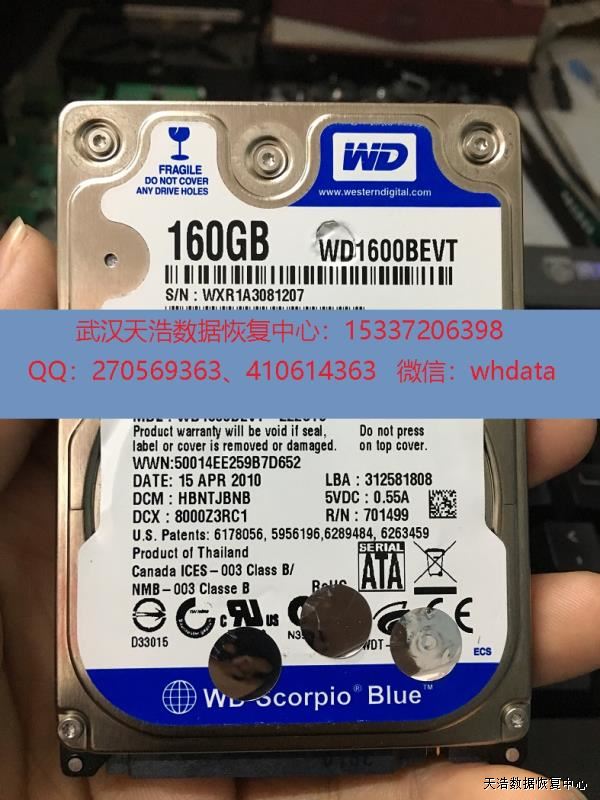 FRAGILE
DO NOT COVER
ANY DRIVE HOLES
WD
www.westerndigital.com
160GB WD1600BEVT
S/N : WXR1A3081207
武汉天浩数据恢复中心：15337206398
QQ：270569363、410614363 微信：whdata
Product warranty will be void if seal,
label or cover is removed or damaged.
Do not press
on top cover.
WWN:50014EE259B7D652
DATE: 15 APR 2010 LBA : 312581808
DCM : HBNTJBNB 5VDC : 0.55A
DCX : 8000Z3RC1 R/N : 701499
U.S. Patents: 6178056, 5956196,6289484, 6263459
Product of Thailand
Canada ICES-003 Class B/
NMB-003 Classe B
RoHS
SERIAL
ATA
c US
CE
D33015
ECS
WD Scorpio® Blue™
天浩数据恢复中心